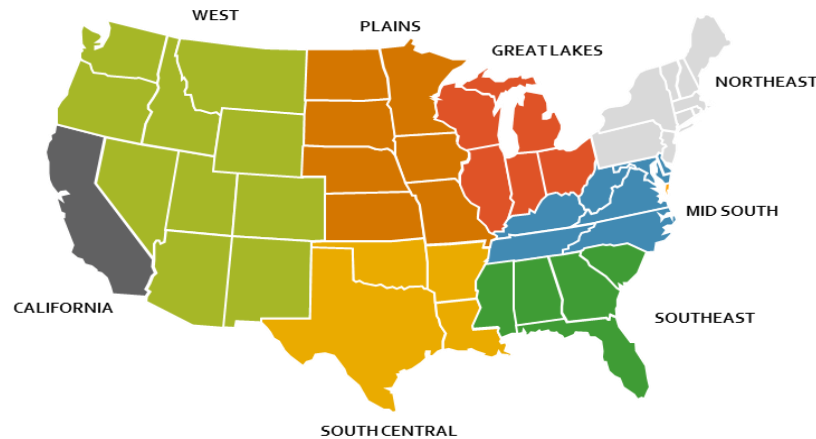 WEST
PLAINS
GREAT LAKES
NORTHEAST
MID SOUTH
CALIFORNIA
SOUTHEAST
SOUTH CENTRAL